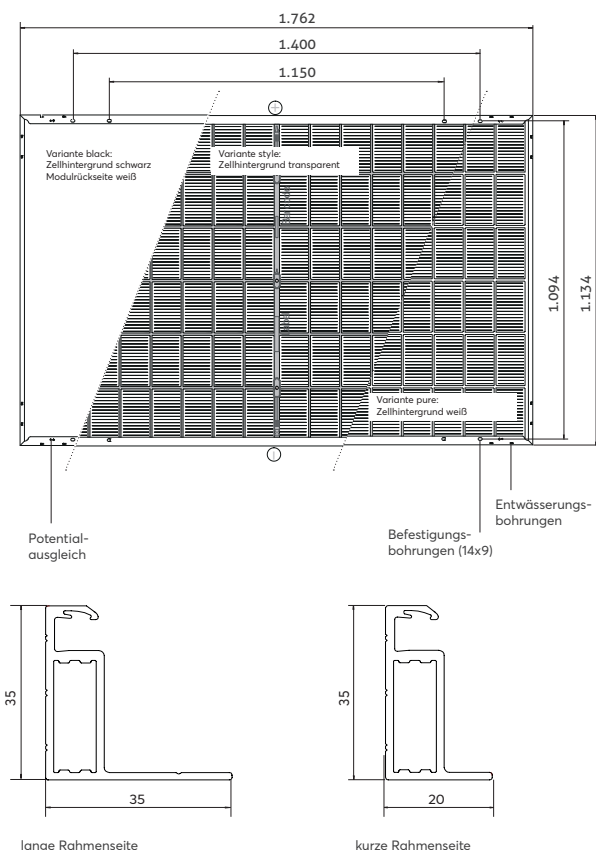 1.762
1.400
1.150
Variante black:
Zellhintergrund schwarz
Modulrückseite weiß
Variante style:
Zellhintergrund transparent
1.094
1.134
Variante pure:
Zellhintergrund weiß
Potential-
ausgleich
Befestigungs-
bohrungen (14x9)
Entwässerungs-
bohrungen
35
35
35
20
lange Rahmenseite
kurze Rahmenseite